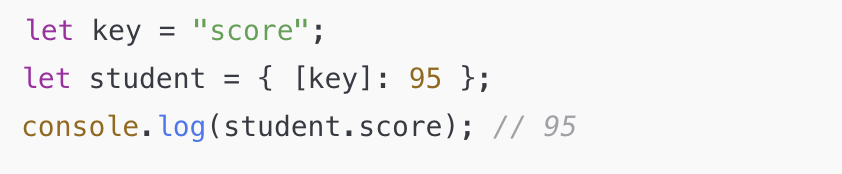 let key = "score";
let student = { [key]: 95 };
console.log(student.score); // 95